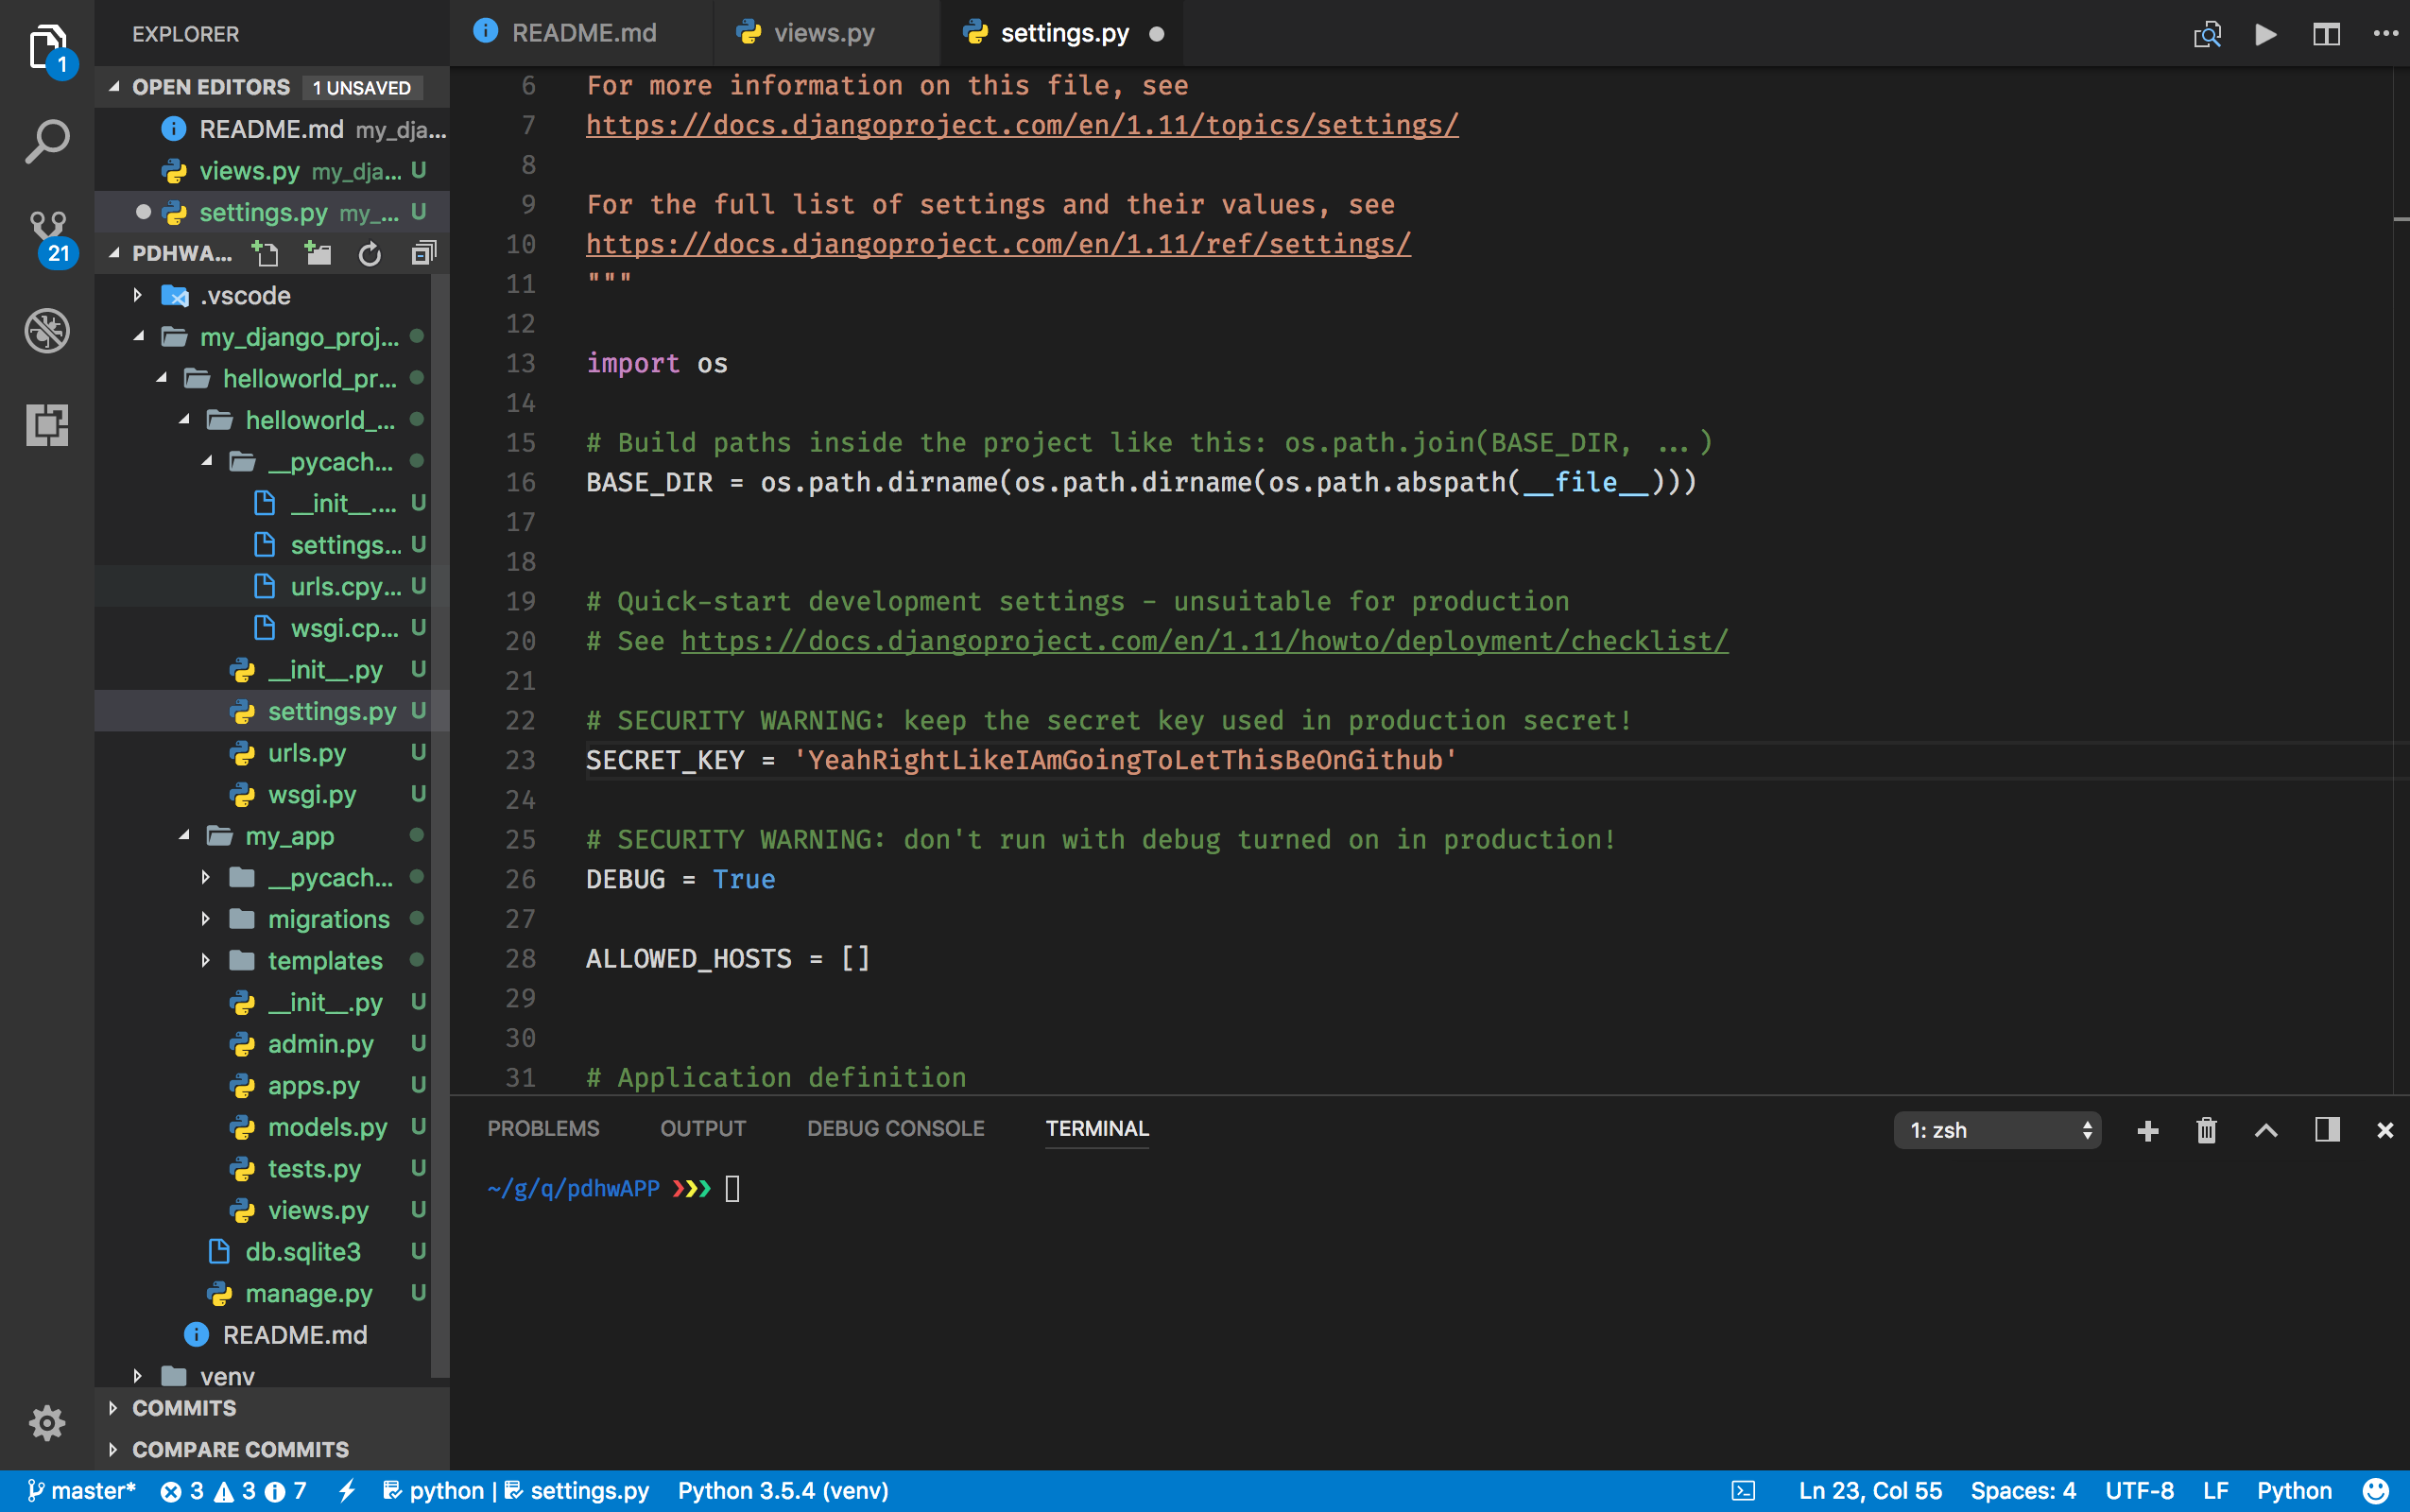 EXPLORER
OPEN EDITORS 1 UNSAVED
README.md my_dja...
views.py my_dja... U
settings.py my_... U
PDHWA...
.vscode
my_django_proj...
helloworld_pr...
helloworld_...
__pycach...
__init__.... U
settings... U
urls.cpy... U
wsgi.cp... U
__init__.py U
settings.py U
urls.py U
wsgi.py U
my_app
__pycach...
migrations
templates
__init__.py U
admin.py U
apps.py U
models.py U
tests.py U
views.py U
db.sqlite3 U
manage.py U
README.md
venv
COMMITS
COMPARE COMMITS
1
21
README.md views.py settings.py
6 For more information on this file, see
7 https://docs.djangoproject.com/en/1.11/topics/settings/
8
9 For the full list of settings and their values, see
10 https://docs.djangoproject.com/en/1.11/ref/settings/
11 """
12
13 import os
14
15 # Build paths inside the project like this: os.path.join(BASE_DIR, ...)
16 BASE_DIR = os.path.dirname(os.path.dirname(os.path.abspath(__file__)))
17
18
19 # Quick-start development settings - unsuitable for production
20 # See https://docs.djangoproject.com/en/1.11/howto/deployment/checklist/
21
22 # SECURITY WARNING: keep the secret key used in production secret!
23 SECRET_KEY = 'YeahRightLikeIAmGoingToLetThisBeOnGithub'
24
25 # SECURITY WARNING: don't run with debug turned on in production!
26 DEBUG = True
27
28 ALLOWED_HOSTS = []
29
30
31 # Application definition
PROBLEMS OUTPUT DEBUG CONSOLE TERMINAL 1: zsh
~/g/q/pdhwAPP ❯❯❯
master* 3 3 7 python | settings.py Python 3.5.4 (venv) Ln 23, Col 55 Spaces: 4 UTF-8 LF Python